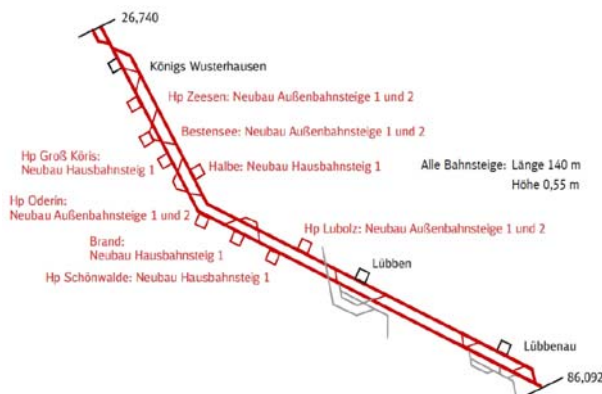 26,740
Königs Wusterhausen
Hp Zeesen: Neubau Außenbahnsteige 1 und 2
Bestensee: Neubau Außenbahnsteige 1 und 2
Hp Groß Köris:
Neubau Hausbahnsteig 1
Halbe: Neubau Hausbahnsteig 1
Alle Bahnsteige: Länge 140 m
Höhe 0,55 m
Hp Oderin:
Neubau Außenbahnsteige 1 und 2
Hp Lubolz: Neubau Außenbahnsteige 1 und 2
Brand:
Neubau Hausbahnsteig 1
Lübben
Hp Schönwalde: Neubau Hausbahnsteig 1
Lübbenau
86,092